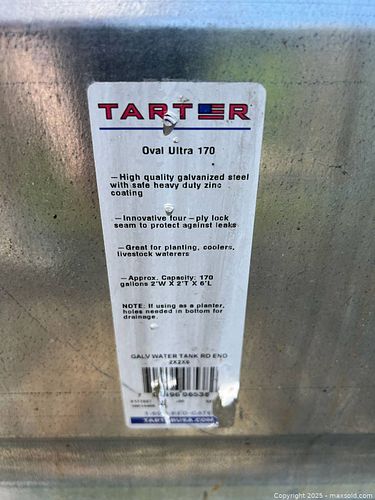 TARTER
Oval Ultra 170
—High quality galvanized steel
with safe heavy duty zinc
coating
—Innovative four-ply lock
seam to protect against leaks
—Great for planting, coolers,
livestock waterers
—Approx. Capacity: 170
gallons 2'W X 2'T X 6'L
NOTE: If using as a planter,
holes needed in bottom for
drainage.
GALV WATER TANK RD END
2X2X6
TARTERUSA.COM
Copyright 2025 - maxsold.com